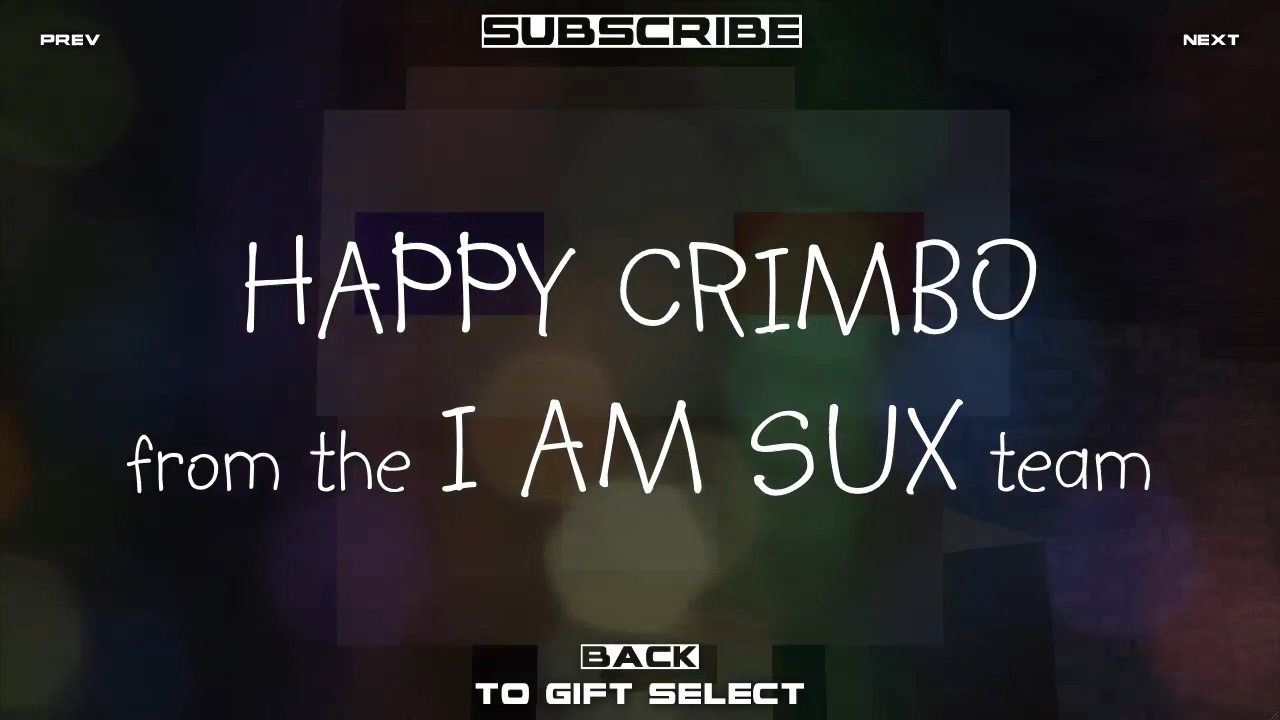 PREV
SUBSCRIBE
NEXT
HAPPY CRIMBO
from the I AM SUX team
BACK
TO GIFT SELECT